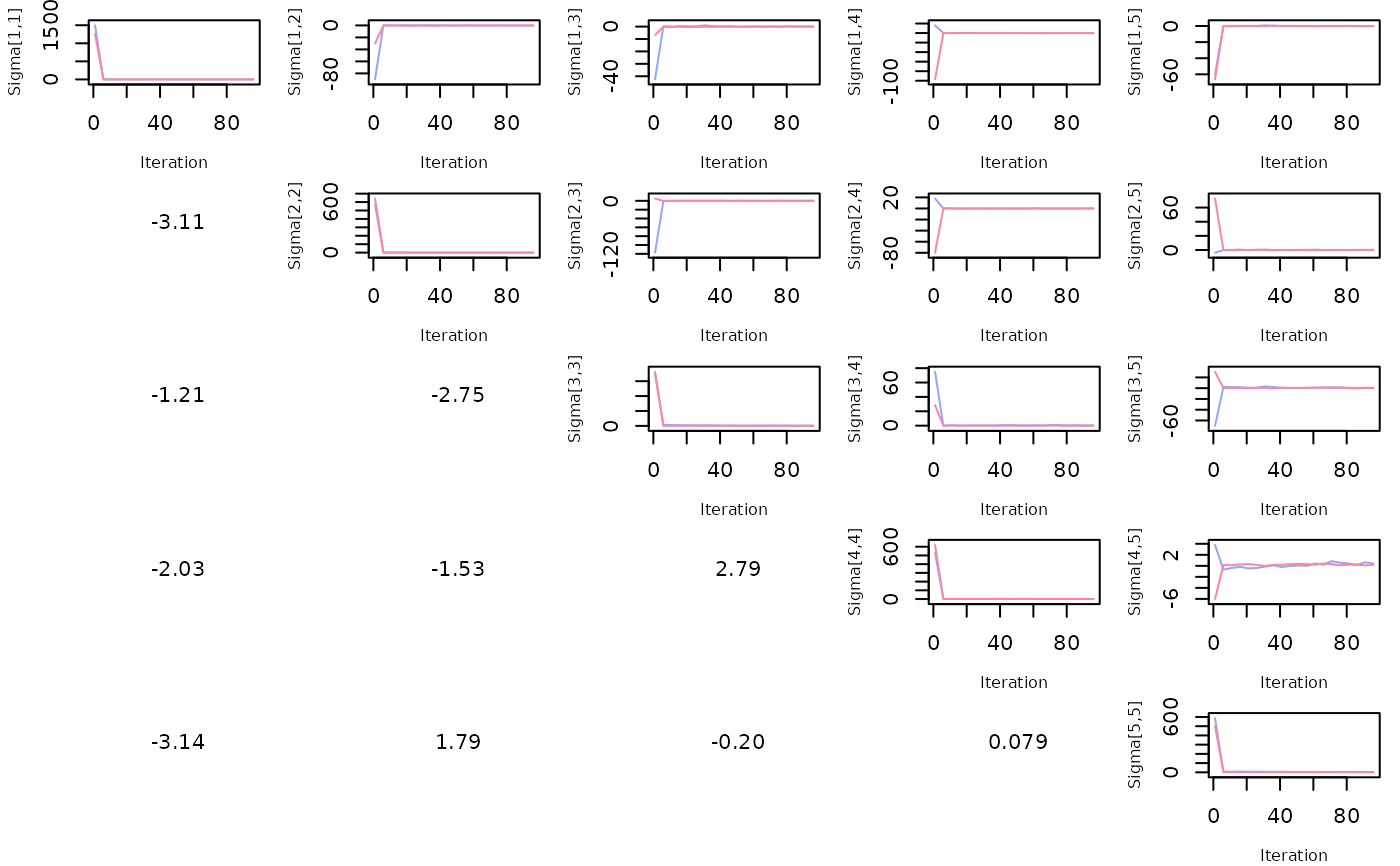 Sigma[1,1] 1500 0 Sigma[1,2] 0 -80 Sigma[1,3] 0 -40 Sigma[1,4] -100 Sigma[1,5] 0 -60
0 40 80 0 40 80 0 40 80 0 40 80 0 40 80
Iteration Iteration Iteration Iteration Iteration
-3.11 Sigma[2,2] 600 0 Sigma[2,3] 0 -120 Sigma[2,4] 20 -80 Sigma[2,5] 60 0
0 40 80 0 40 80 0 40 80 0 40 80
Iteration Iteration Iteration Iteration
-1.21 -2.75 Sigma[3,3] 0 Sigma[3,4] 60 0 Sigma[3,5] -60
0 40 80 0 40 80 0 40 80
Iteration Iteration Iteration
-2.03 -1.53 2.79 Sigma[4,4] 600 0 Sigma[4,5] 2 -6
0 40 80 0 40 80
Iteration Iteration
-3.14 1.79 -0.20 0.079 Sigma[5,5] 600 0
0 40 80
Iteration